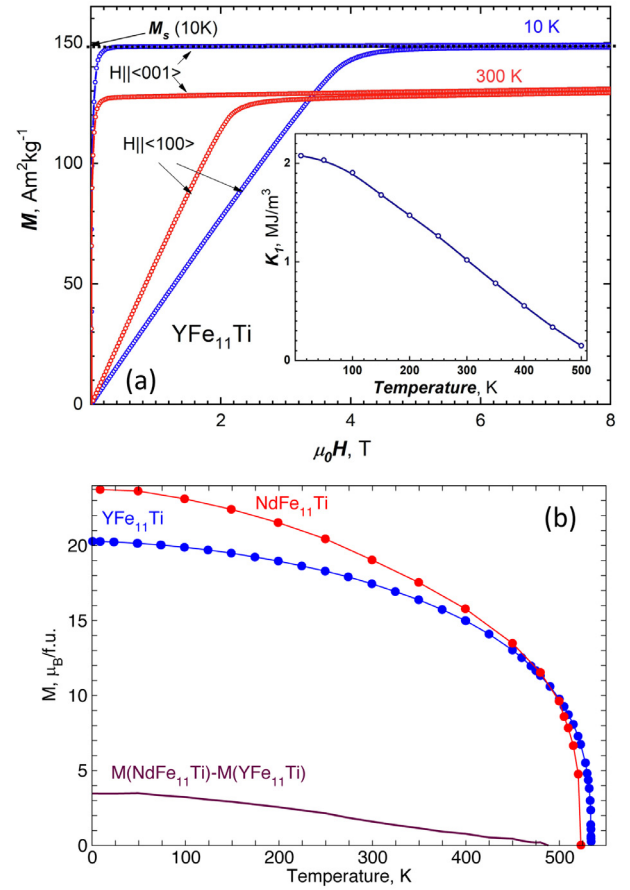 150
100
50
0
M, Am²kg⁻¹
Mₛ (10K)
10 K
H||<001>
300 K
H||<100>
YFe₁₁Ti
(a)
0 2 4 6 8
μ₀H, T
2
1
0
K₁, MJ/m³
0 100 200 300 400 500
Temperature, K
20
15
10
5
0
M, μB/f.u.
NdFe₁₁Ti
YFe₁₁Ti
(b)
M(NdFe₁₁Ti)-M(YFe₁₁Ti)
0 100 200 300 400 500
Temperature, K